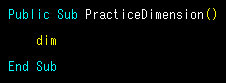 Public Sub PracticeDimension()
dim
End Sub